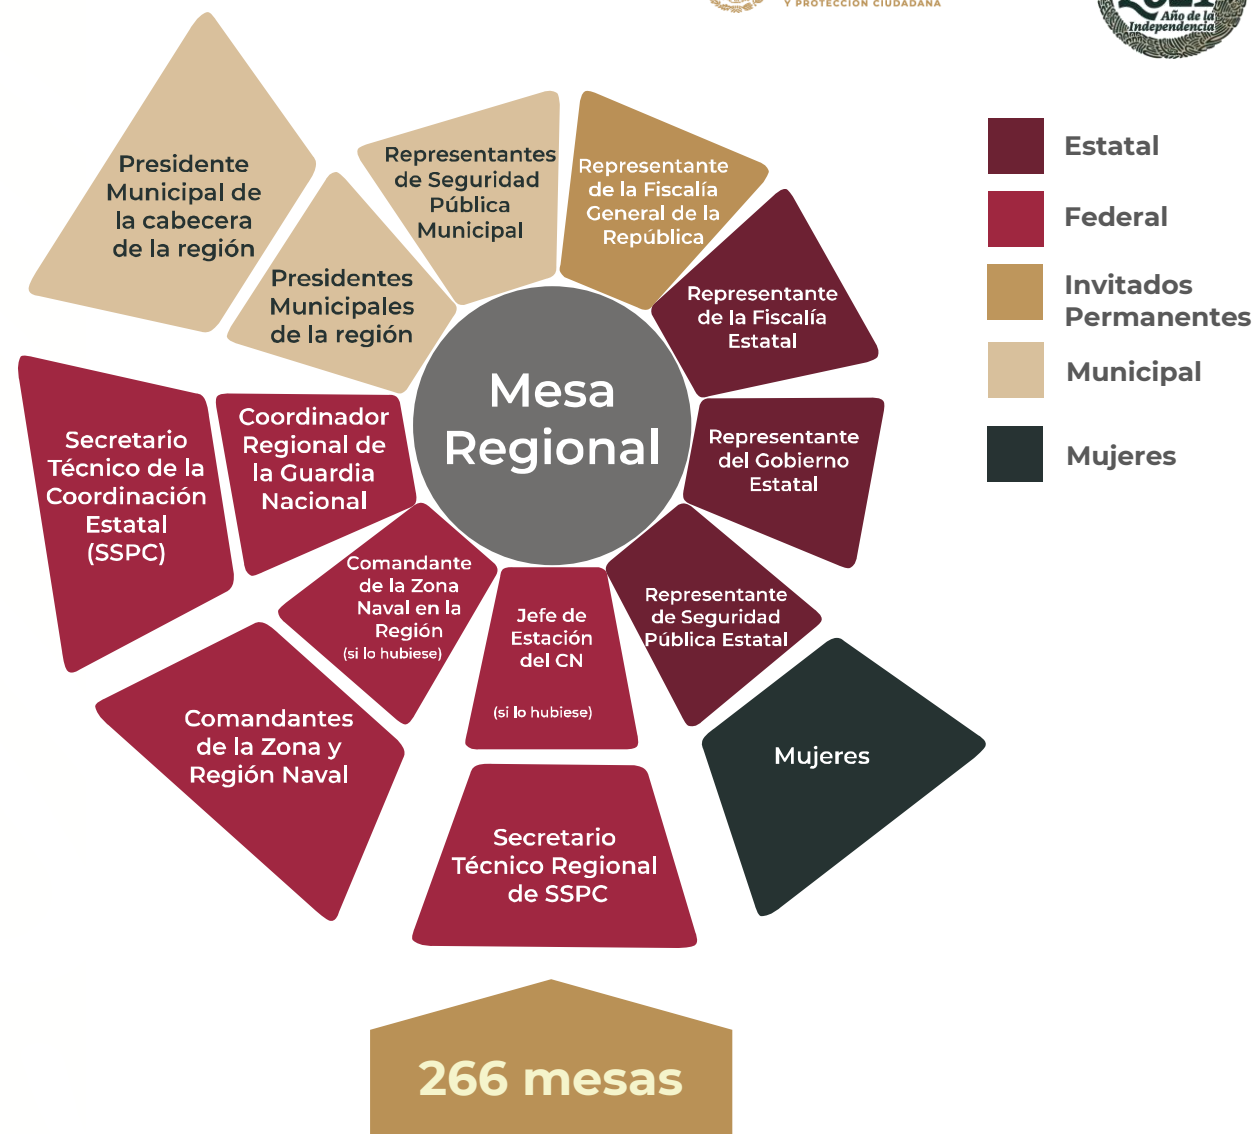 Y PROTECCIÓN CIUDADANA
2021
Año de la
Independencia
Presidente
Municipal de
la cabecera
de la región
Presidentes
Municipales
de la región
Representantes
de Seguridad
Pública
Municipal
Representante
de la Fiscalía
General de la
República
Representante
de la Fiscalía
Estatal
Representante
del Gobierno
Estatal
Representante
de Seguridad
Pública Estatal
Mujeres
Mesa
Regional
Secretario
Técnico de la
Coordinación
Estatal
(SSPC)
Coordinador
Regional de
la Guardia
Nacional
Comandante
de la Zona
Naval en la
Región
(si lo hubiese)
Jefe de
Estación
del CN
(si lo hubiese)
Comandantes
de la Zona y
Región Naval
Secretario
Técnico Regional
de SSPC
266 mesas
Estatal
Federal
Invitados
Permanentes
Municipal
Mujeres